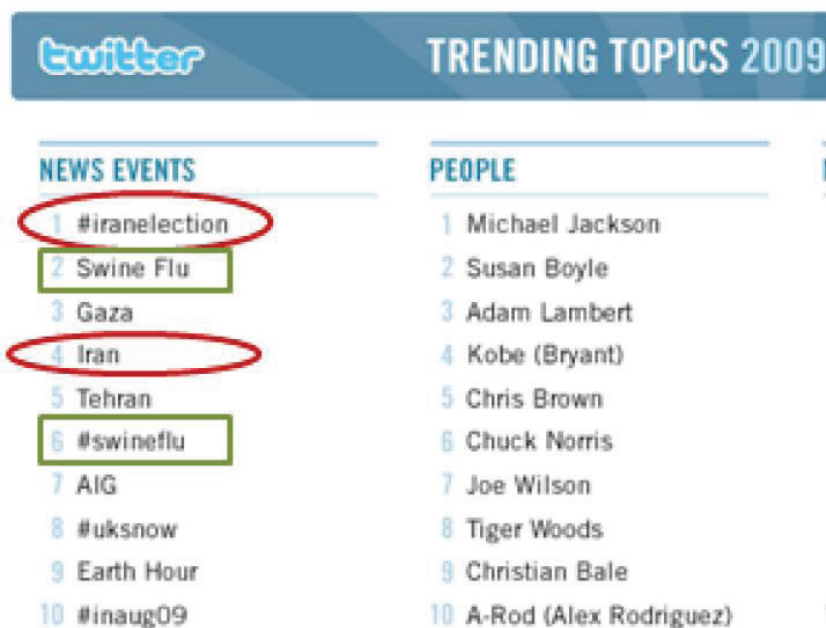 twitter
TRENDING TOPICS 2009
NEWS EVENTS
1 #iranelection
2 Swine Flu
3 Gaza
4 Iran
5 Tehran
6 #swineflu
7 AIG
8 #uksnow
9 Earth Hour
10 #inaug09
PEOPLE
1 Michael Jackson
2 Susan Boyle
3 Adam Lambert
4 Kobe (Bryant)
5 Chris Brown
6 Chuck Norris
7 Joe Wilson
8 Tiger Woods
9 Christian Bale
10 A-Rod (Alex Rodriguez)